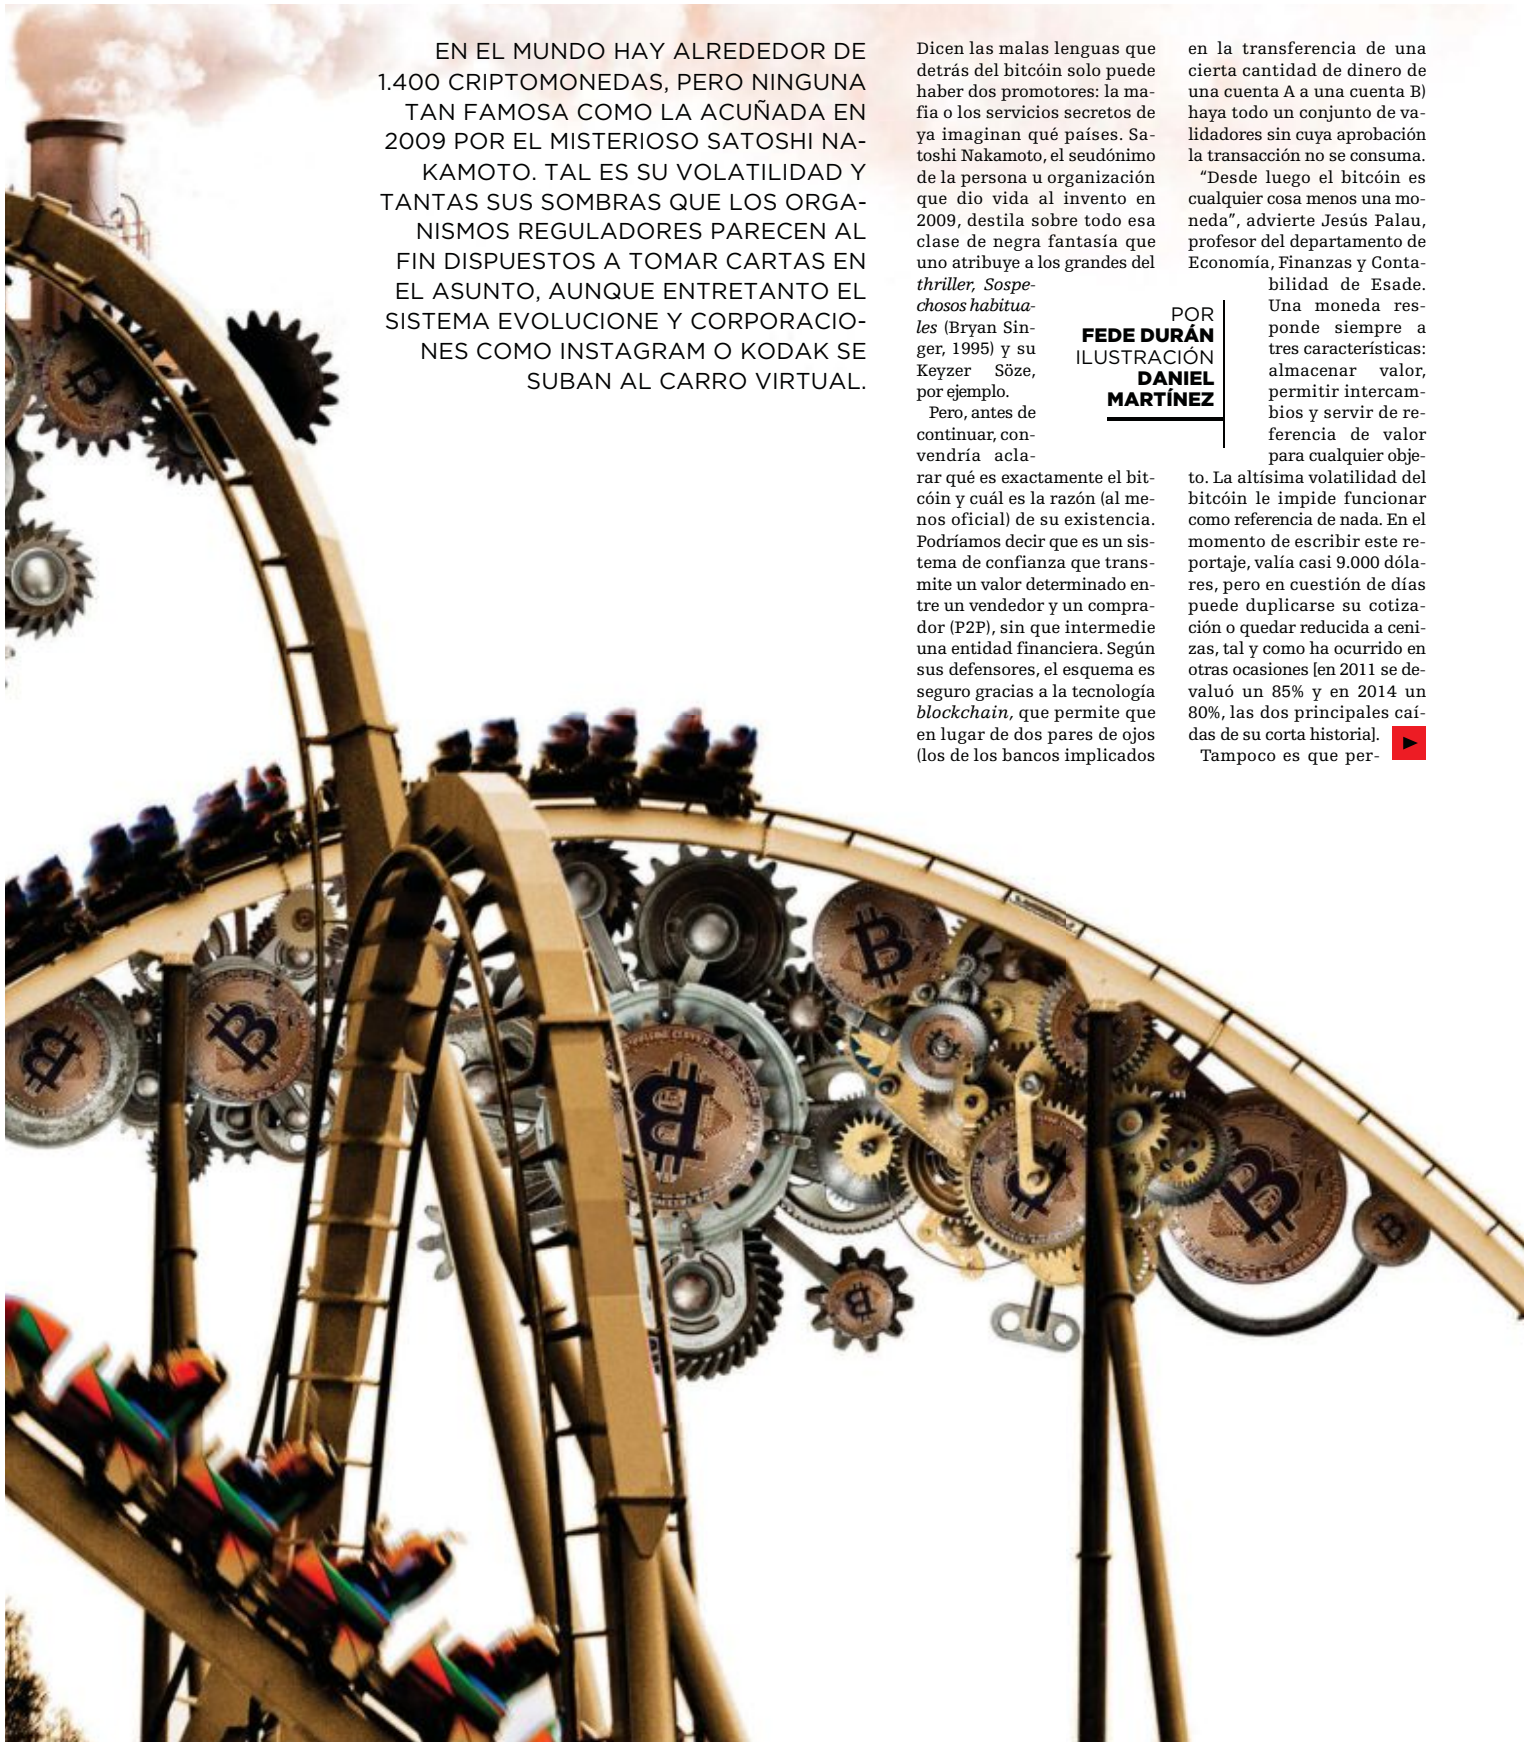 EN EL MUNDO HAY ALREDEDOR DE
1.400 CRIPTOMONEDAS, PERO NINGUNA
TAN FAMOSA COMO LA ACUÑADA EN
2009 POR EL MISTERIOSO SATOSHI NA-
KAMOTO. TAL ES SU VOLATILIDAD Y
TANTAS SUS SOMBRAS QUE LOS ORGA-
NISMOS REGULADORES PARECEN AL
FIN DISPUESTOS A TOMAR CARTAS EN
EL ASUNTO, AUNQUE ENTRETANTO EL
SISTEMA EVOLUCIONE Y CORPORACIO-
NES COMO INSTAGRAM O KODAK SE
SUBAN AL CARRO VIRTUAL.
Dicen las malas lenguas que
detrás del bitcóin solo puede
haber dos promotores: la ma-
fia o los servicios secretos de
ya imaginan qué países. Sa-
toshi Nakamoto, el seudónimo
de la persona u organización
que dio vida al invento en
2009, destila sobre todo esa
clase de negra fantasía que
uno atribuye a los grandes del
thriller, Sospe-
chosos habitua-
les (Bryan Sin-
ger, 1995) y su
Keyzer Söze,
por ejemplo.
Pero, antes de
continuar, con-
vendría acla-
rar qué es exactamente el bit-
cóin y cuál es la razón (al me-
nos oficial) de su existencia.
Podríamos decir que es un sis-
tema de confianza que trans-
mite un valor determinado en-
tre un vendedor y un compra-
dor (P2P), sin que intermedie
una entidad financiera. Según
sus defensores, el esquema es
seguro gracias a la tecnología
blockchain, que permite que
en lugar de dos pares de ojos
(los de los bancos implicados
POR
FEDE DURÁN
ILUSTRACIÓN
DANIEL
MARTÍNEZ
en la transferencia de una
cierta cantidad de dinero de
una cuenta A a una cuenta B)
haya todo un conjunto de va-
lidadores sin cuya aprobación
la transacción no se consuma.
“Desde luego el bitcóin es
cualquier cosa menos una mo-
neda”, advierte Jesús Palau,
profesor del departamento de
Economía, Finanzas y Conta-
bilidad de Esade.
Una moneda res-
ponde siempre a
tres características:
almacenar valor,
permitir intercam-
bios y servir de re-
ferencia de valor
para cualquier obje-
to. La altísima volatilidad del
bitcóin le impide funcionar
como referencia de nada. En el
momento de escribir este re-
portaje, valía casi 9.000 dóla-
res, pero en cuestión de días
puede duplicarse su cotiza-
ción o quedar reducida a ceni-
zas, tal y como ha ocurrido en
otras ocasiones [en 2011 se de-
valuó un 85% y en 2014 un
80%, las dos principales caí-
das de su corta historia].
Tampoco es que per-